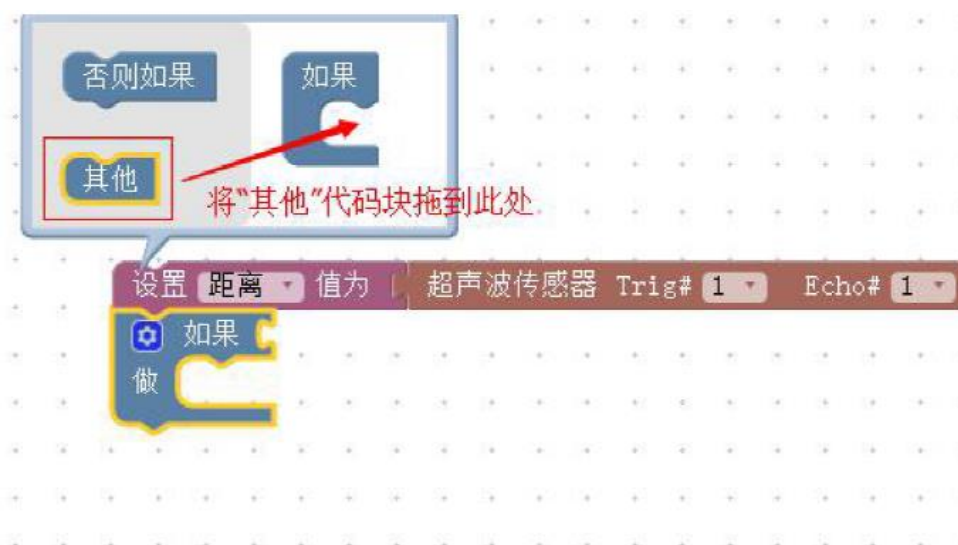 否则如果
如果
其他
将“其他”代码块拖到此处
设置 距离 值为 超声波传感器 Trig# 1 Echo# 1
如果
做